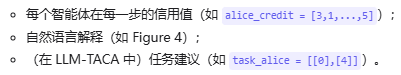 • 每个智能体在每一步的信用值（如 alice_credit = [3,1,...,5]）；
• 自然语言解释（如 Figure 4）；
• （在 LLM-TACA 中）任务建议（如 task_alice = [[0],[4]]）。